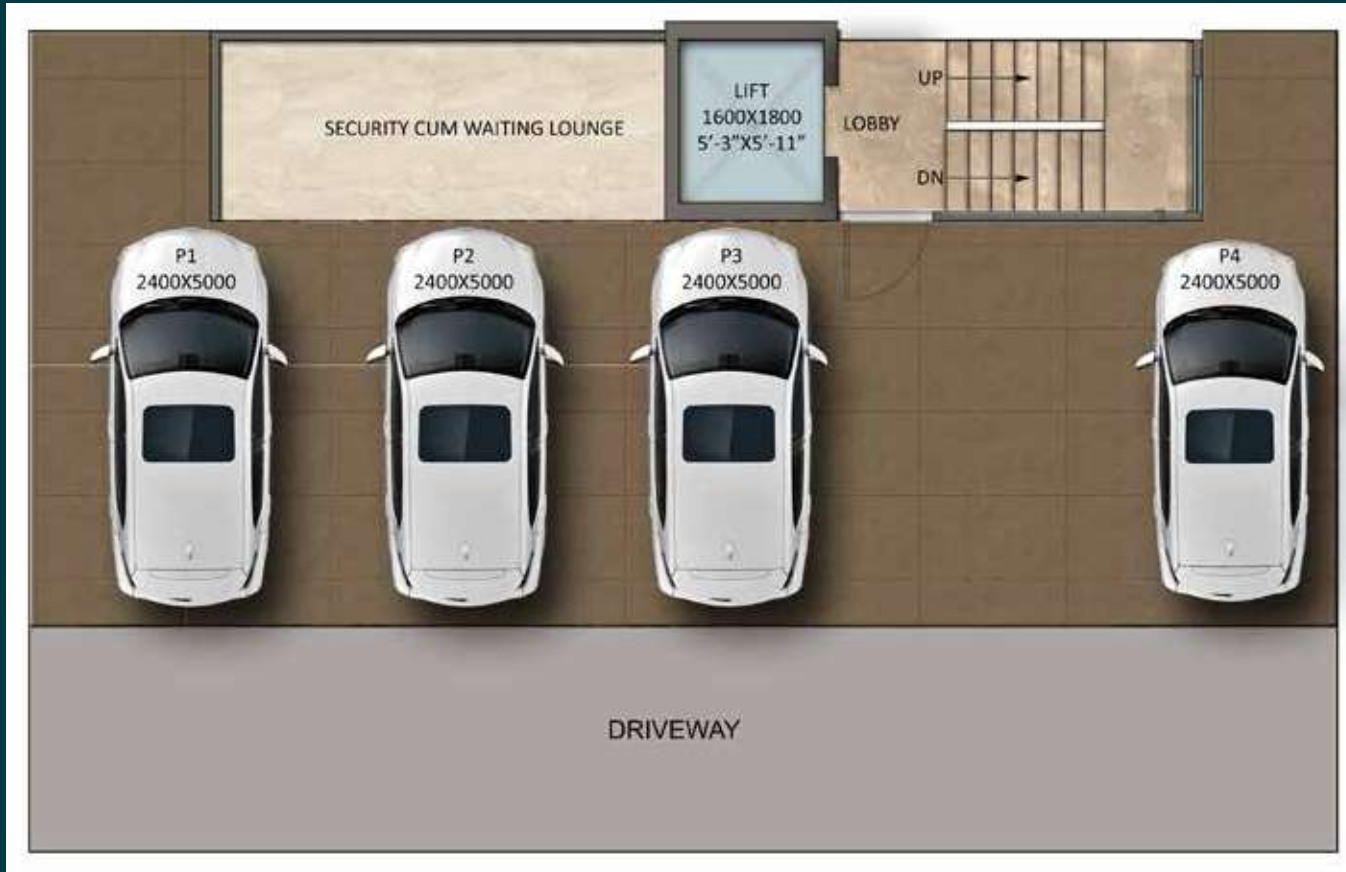 UP
LIFT
1600X1800
5'-3"X5'-11"
SECURITY CUM WAITING LOUNGE
LOBBY
DN
P1
2400X5000
P2
2400X5000
P3
2400X5000
P4
2400X5000
DRIVEWAY